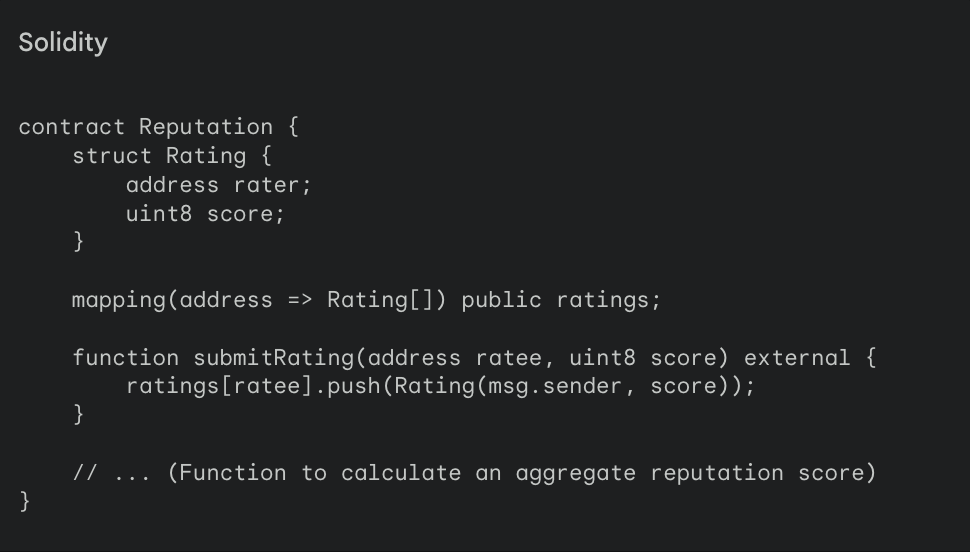 Solidity
contract Reputation {
    struct Rating {
        address rater;
        uint8 score;
    }
    mapping(address => Rating[]) public ratings;
    function submitRating(address ratee, uint8 score) external {
        ratings[ratee].push(Rating(msg.sender, score));
    }
    // ... (Function to calculate an aggregate reputation score)
}